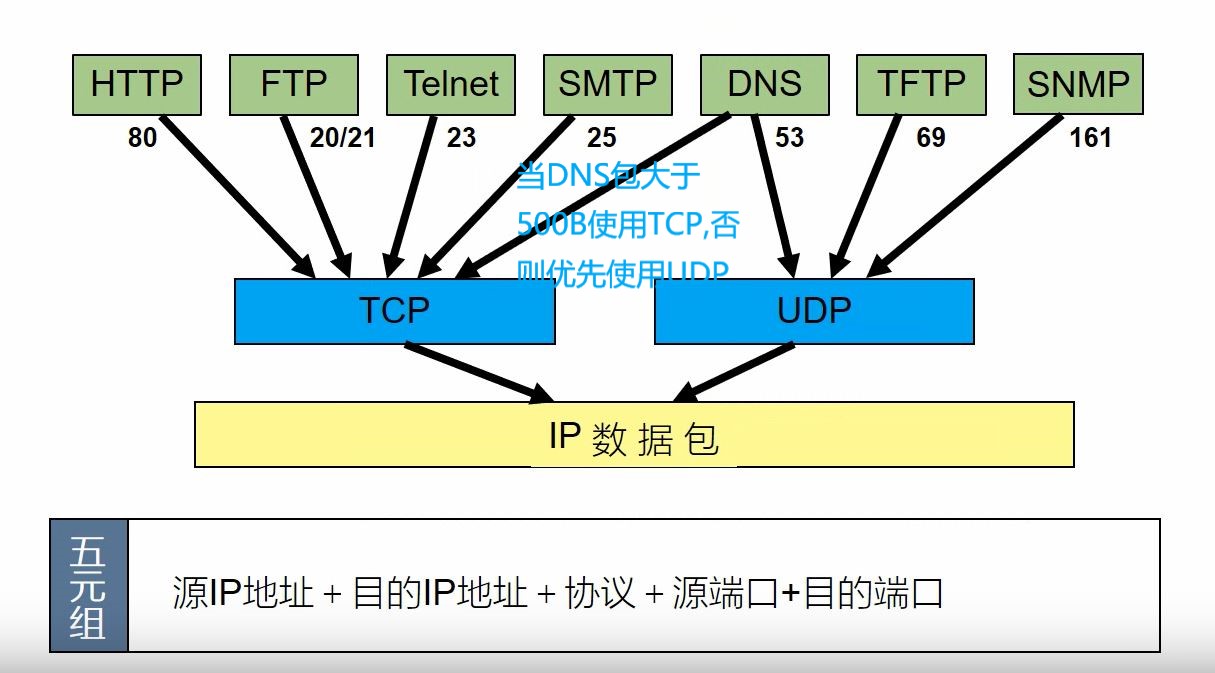 HTTP FTP Telnet SMTP DNS TFTP SNMP
80 20/21 23 25 53 69 161
当DNS包大于
500B使用TCP,否
则优先使用UDP
TCP UDP
IP 数 据 包
五元组
源IP地址 + 目的IP地址 + 协议 + 源端口+目的端口